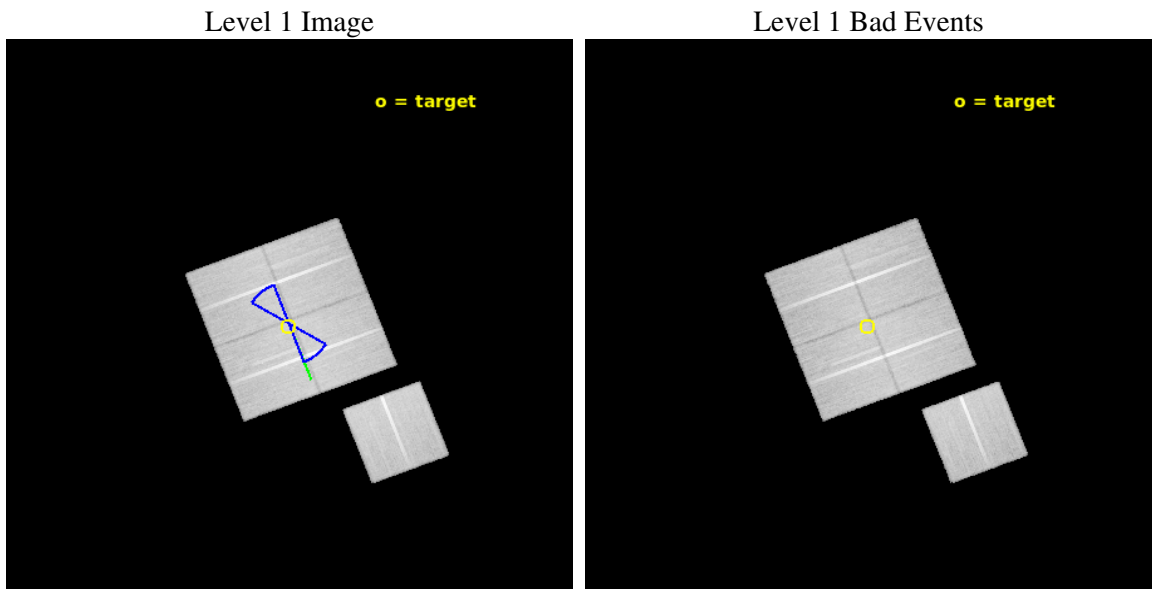 Level 1 Image
Level 1 Bad Events
o = target
o = target